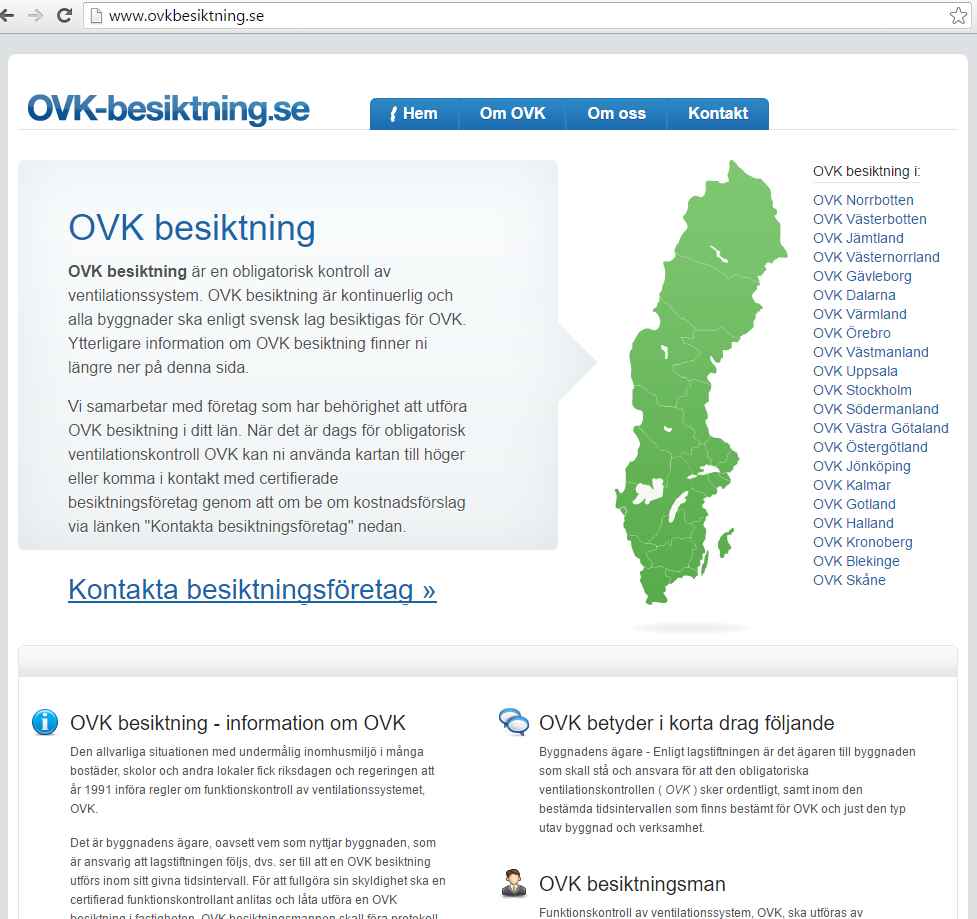 www.ovkbesiktning.se
OVK-besiktning.se
Hem
Om OVK
Om oss
Kontakt
OVK besiktning
OVK besiktning är en obligatorisk kontroll av
ventilationssystem. OVK besiktning är kontinuerlig och
alla byggnader ska enligt svensk lag besiktigas för OVK.
Ytterligare information om OVK besiktning finner ni
längre ner på denna sida.
Vi samarbetar med företag som har behörighet att utföra
OVK besiktning i ditt län. När det är dags för obligatorisk
ventilationskontroll OVK kan ni använda kartan till höger
eller komma i kontakt med certifierade
besiktningsföretag genom att om be om kostnadsförslag
via länken "Kontakta besiktningsföretag" nedan.
Kontakta besiktningsföretag »
OVK besiktning i:
OVK Norrbotten
OVK Västerbotten
OVK Jämtland
OVK Västernorrland
OVK Gävleborg
OVK Dalarna
OVK Värmland
OVK Örebro
OVK Västmanland
OVK Uppsala
OVK Stockholm
OVK Södermanland
OVK Västra Götaland
OVK Östergötland
OVK Jönköping
OVK Kalmar
OVK Gotland
OVK Halland
OVK Kronoberg
OVK Blekinge
OVK Skåne
OVK besiktning - information om OVK
Den allvarliga situationen med undermålig inomhusmiljö i många
bostäder, skolor och andra lokaler fick riksdagen och regeringen att
år 1991 införa regler om funktionskontroll av ventilationssystemet,
OVK.
Det är byggnadens ägare, oavsett vem som nyttjar byggnaden, som
är ansvarig att lagstiftningen följs, dvs. ser till att en OVK besiktning
utförs inom sitt givna tidsintervall. För att fullgöra sin skyldighet ska en
certifierad funktionskontrollant anlitas och låta utföra en OVK
besiktning i fastigheten. OVK besiktningsmannen skall föra protokoll
OVK betyder i korta drag följande
Byggnadens ägare - Enligt lagstiftningen är det ägaren till byggnaden
som skall stå och ansvara för att den obligatoriska
ventilationskontrollen ( OVK ) sker ordentligt, samt inom den
bestämda tidsintervallen som finns bestämt för OVK och just den typ
utav byggnad och verksamhet.
OVK besiktningsman
Funktionskontroll av ventilationssystem, OVK, ska utföras av